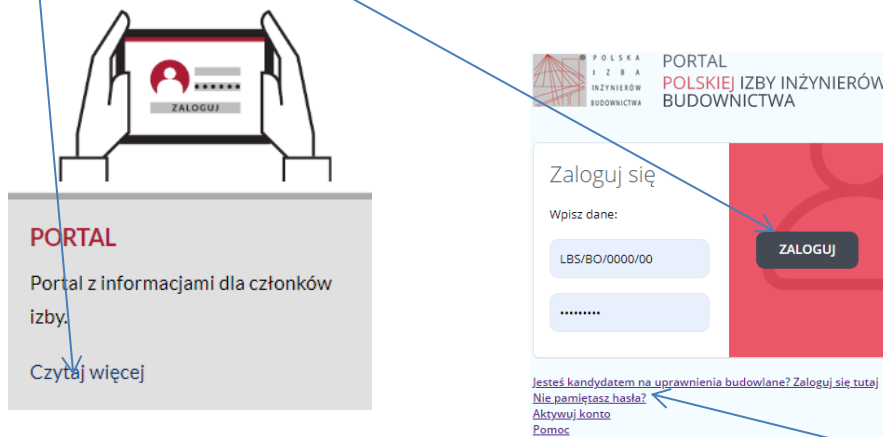 ZALOGUJ
PORTAL
Portal z informacjami dla członków
izby.
Czytaj więcej
POLSKA
IZBA
INŻYNIERÓW
BUDOWNICTWA
PORTAL
POLSKIEJ IZBY INŻYNIERÓW
BUDOWNICTWA
Zaloguj się
Wpisz dane:
LBS/BO/0000/00
•••••••••
ZALOGUJ
Jesteś kandydatem na uprawnienia budowlane? Zaloguj się tutaj
Nie pamiętasz hasła?
Aktywuj konto
Pomoc